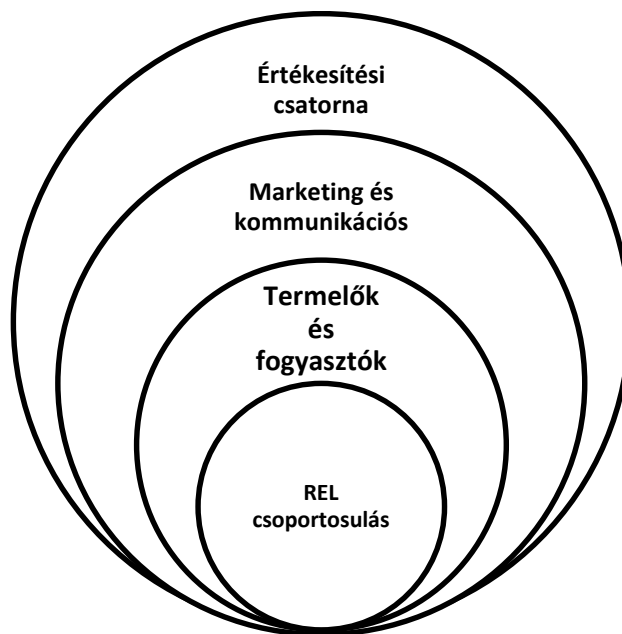 Értékesítési
csatorna
Marketing és
kommunikációs
Termelők
és
fogyasztók
REL
csoportosulás